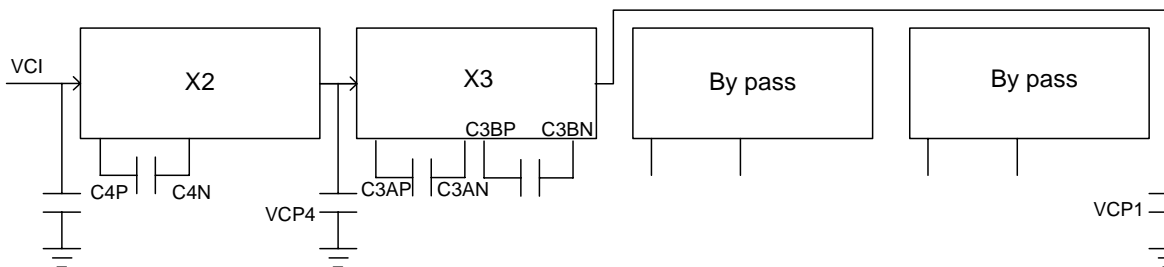 VCI
X2
X3
By pass
By pass
C3BP
C3BN
C4P
C4N
C3AP
C3AN
VCP4
VCP1